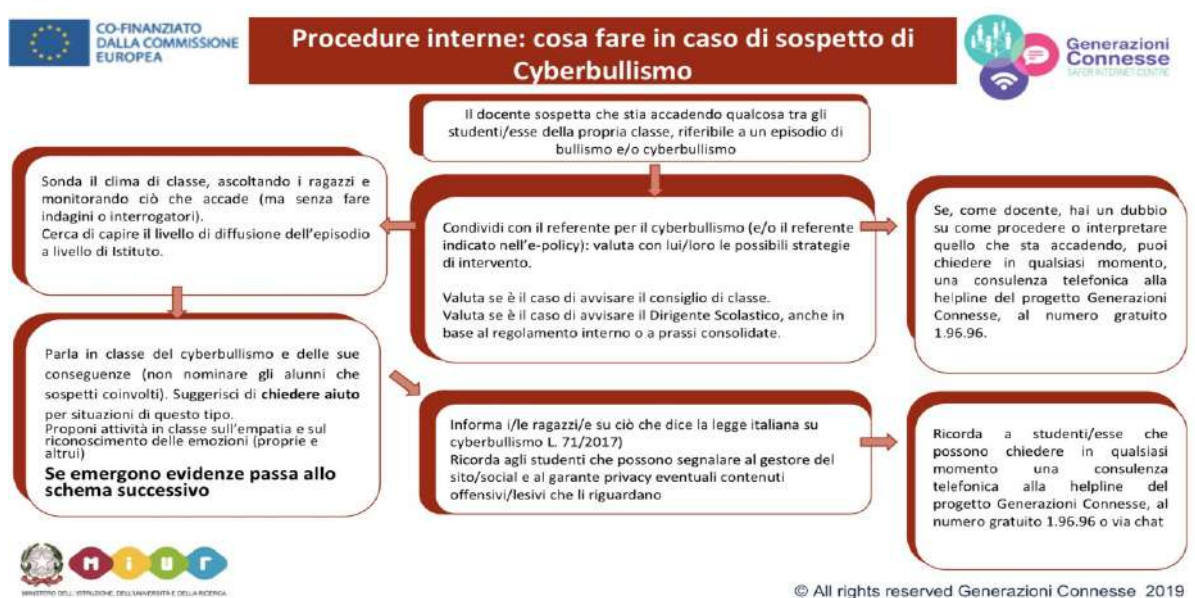 CO-FINANZIATO
DALLA COMMISSIONE
EUROPEA
Procedure interne: cosa fare in caso di sospetto di
Cyberbullismo
Generazioni
Connesse
SAFER INTERNET CENTRE
Il docente sospetta che stia accadendo qualcosa tra gli
studenti/esse della propria classe, riferibile a un episodio di
bullismo e/o cyberbullismo
Sonda il clima di classe, ascoltando i ragazzi e
monitorando ciò che accade (ma senza fare
indagini o interrogatori).
Cerca di capire il livello di diffusione dell'episodio
a livello di Istituto.
Condividi con il referente per il cyberbullismo (e/o il referente
indicato nell'e-policy): valuta con lui/loro le possibili strategie
di intervento.
Valuta se è il caso di avvisare il consiglio di classe.
Valuta se è il caso di avvisare il Dirigente Scolastico, anche in
base al regolamento interno o a prassi consolidate.
Se, come docente, hai un dubbio
su come procedere o interpretare
quello che sta accadendo, puoi
chiedere in qualsiasi momento,
una consulenza telefonica alla
helpline del progetto Generazioni
Connesse, al numero gratuito
1.96.96.
Parla in classe del cyberbullismo e delle sue
conseguenze (non nominare gli alunni che
sospetti coinvolti). Suggerisci di chiedere aiuto
per situazioni di questo tipo.
Proponi attività in classe sull'empatia e sul
riconoscimento delle emozioni (proprie e
altrui)
Se emergono evidenze passa allo
schema successivo
Informa i/le ragazzi/e su ciò che dice la legge italiana su
cyberbullismo L. 71/2017)
Ricorda agli studenti che possono segnalare al gestore del
sito/social e al garante privacy eventuali contenuti
offensivi/lesivi che li riguardano
Ricorda a studenti/esse che
possono chiedere in qualsiasi
momento una consulenza
telefonica alla helpline del
progetto Generazioni Connesse, al
numero gratuito 1.96.96 o via chat
MIUR
MINISTERO DELL'ISTRUZIONE, DELL'UNIVERSITÀ E DELLA RICERCA
© All rights reserved Generazioni Connesse 2019